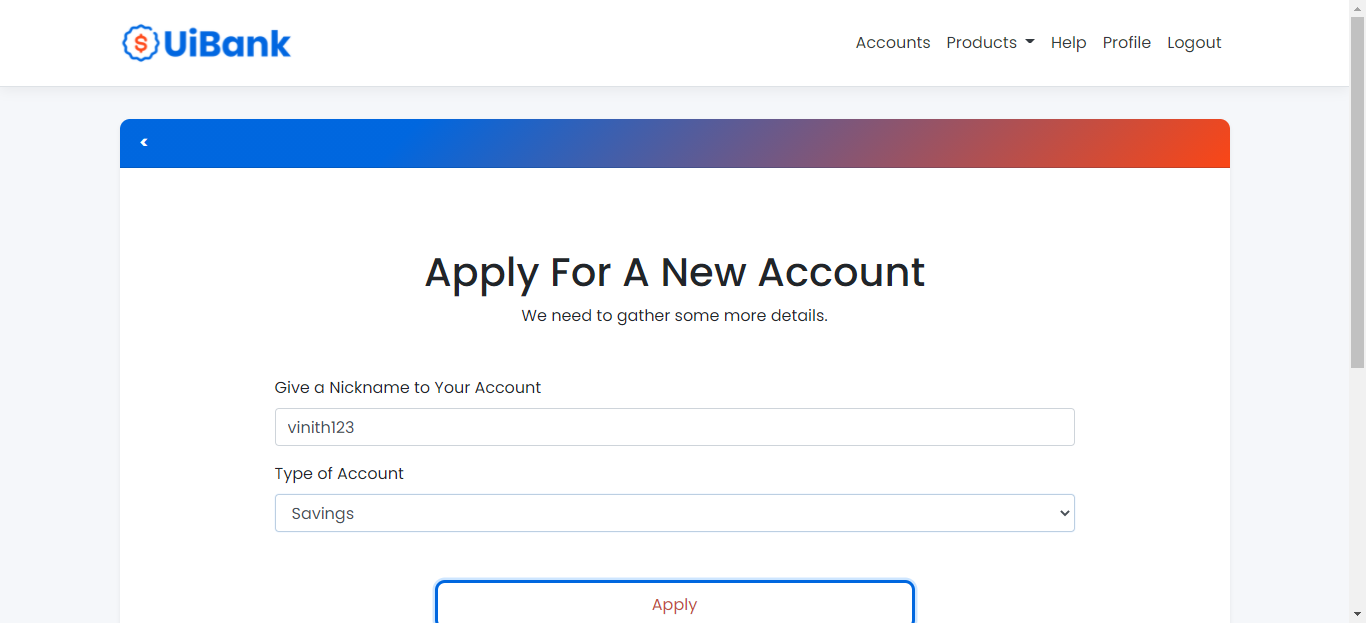 $ UiBank
Accounts Products Help Profile Logout
<
Apply For A New Account
We need to gather some more details.
Give a Nickname to Your Account
vinith123
Type of Account
Savings
Apply